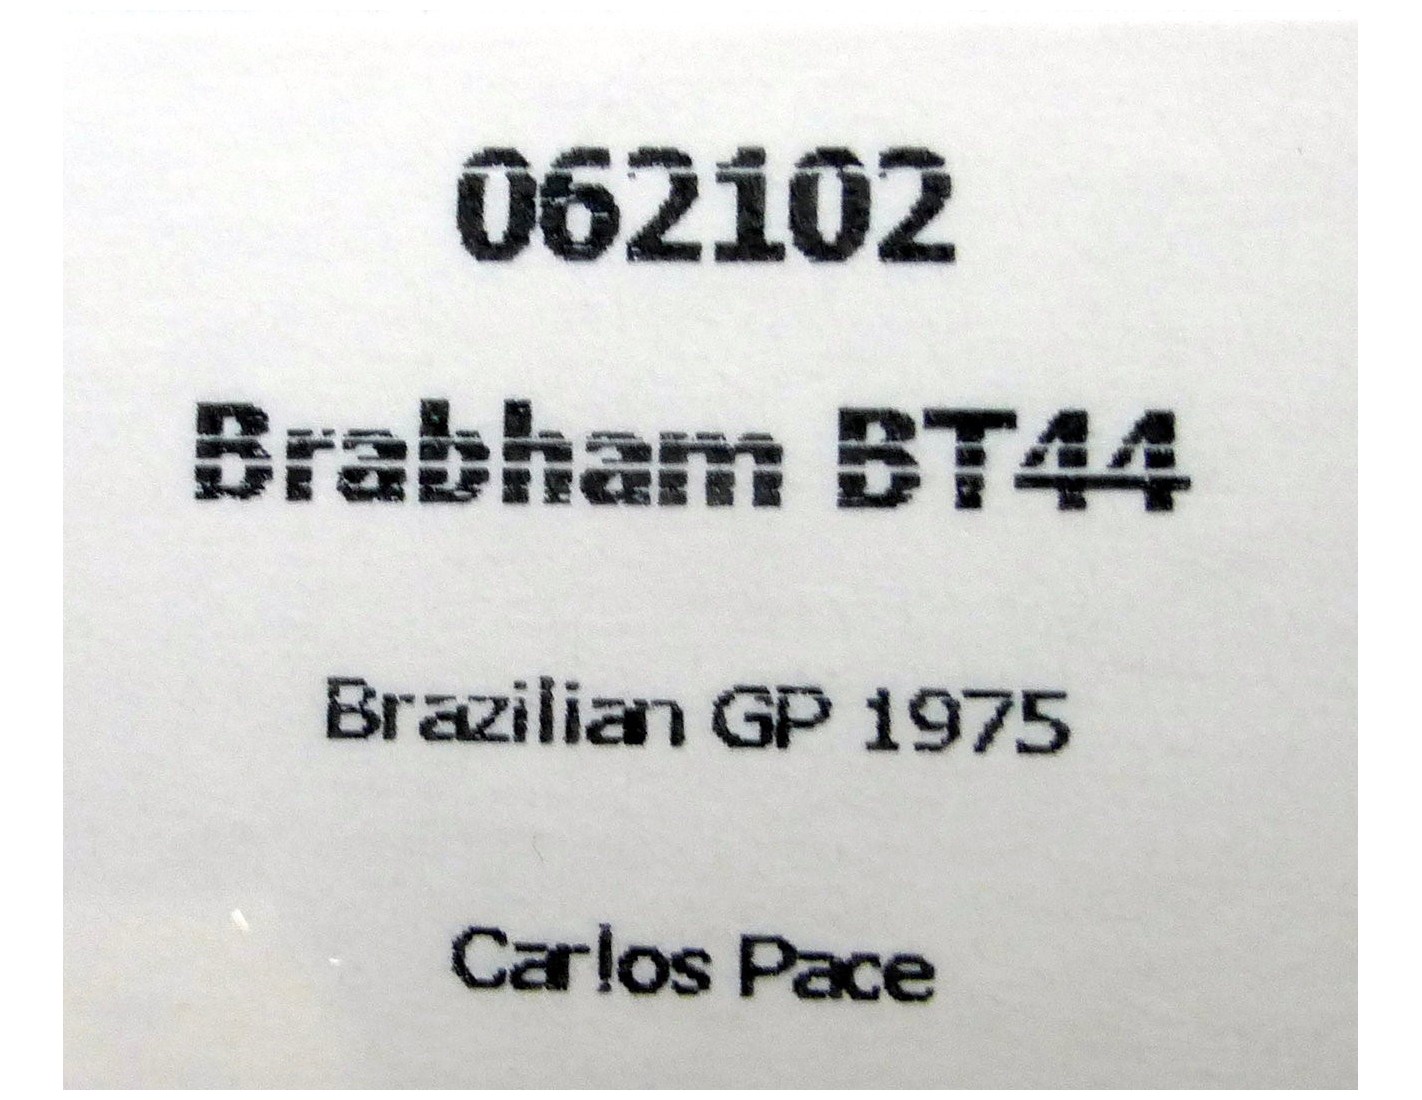 062102
Brabham BT44
Brazilian GP 1975
Carlos Pace